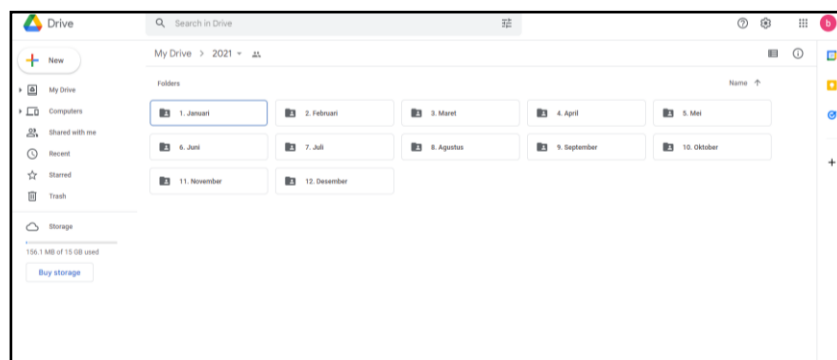 Drive
Search in Drive
b
New
My Drive > 2021
My Drive
Computers
Shared with me
Recent
Starred
Trash
Storage
156.1 MB of 15 GB used
Buy storage
Folders
Name ↑
1. Januari
2. Februari
3. Maret
4. April
5. Mei
6. Juni
7. Juli
8. Agustus
9. September
10. Oktober
11. November
12. Desember